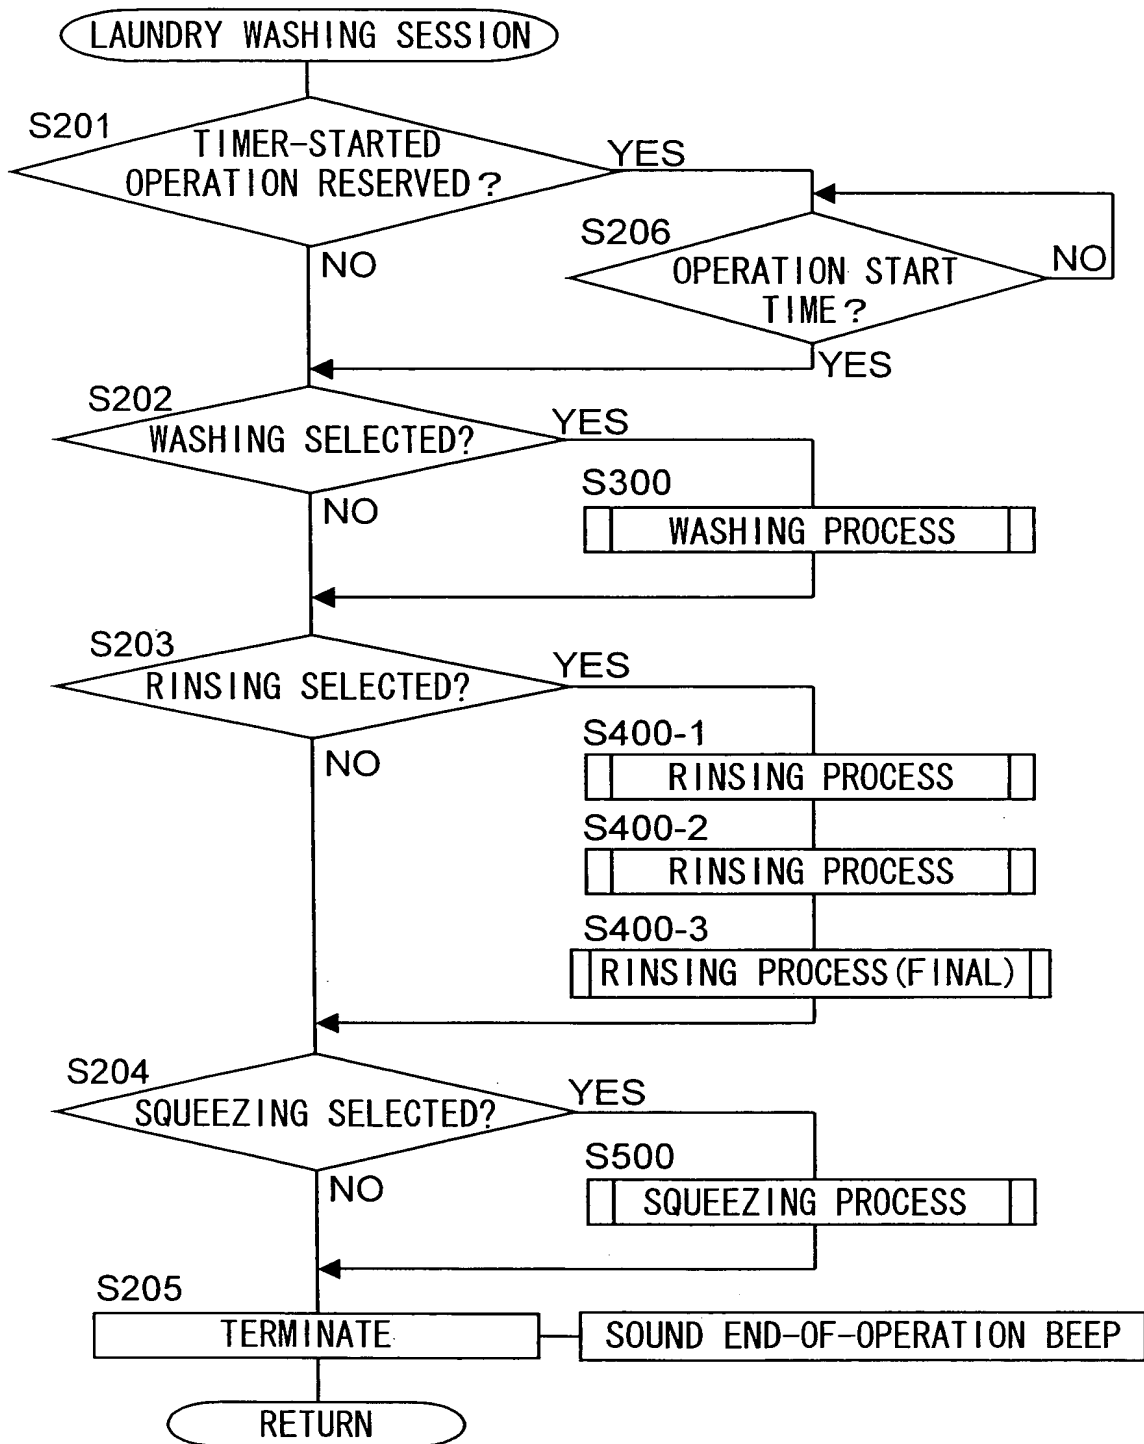 LAUNDRY WASHING SESSION
S201
TIMER-STARTED
OPERATION RESERVED?
YES
NO
S206
OPERATION START
TIME?
NO
YES
S202
WASHING SELECTED?
YES
NO
S300
WASHING PROCESS
S203
RINSING SELECTED?
YES
NO
S400-1
RINSING PROCESS
S400-2
RINSING PROCESS
S400-3
RINSING PROCESS(FINAL)
S204
SQUEEZING SELECTED?
YES
NO
S500
SQUEEZING PROCESS
S205
TERMINATE
SOUND END-OF-OPERATION BEEP
RETURN